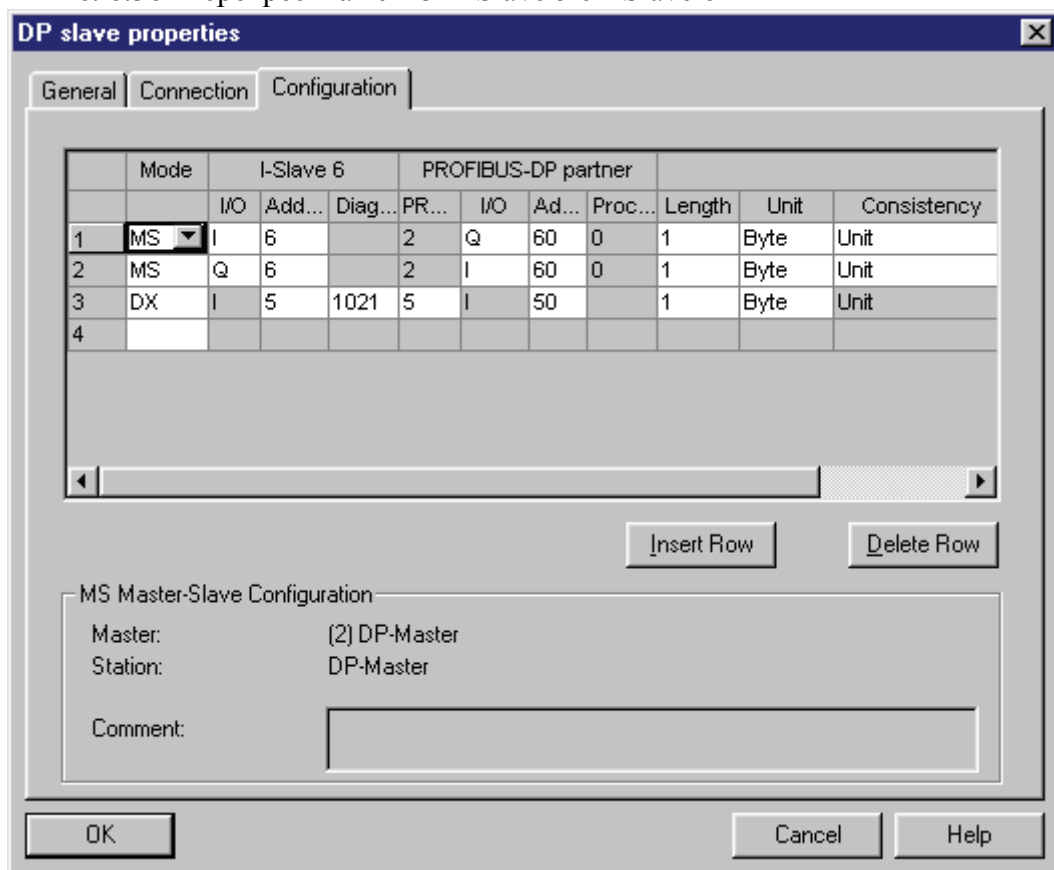 DP slave properties
General Connection Configuration
Mode I-Slave 6 PROFIBUS-DP partner
I/O Add... Diag... PR... I/O Ad... Proc... Length Unit Consistency
1 MS I 6 2 Q 60 0 1 Byte Unit
2 MS Q 6 2 I 60 0 1 Byte Unit
3 DX I 5 1021 5 I 50 1 Byte Unit
4
Insert Row Delete Row
MS Master-Slave Configuration
Master: (2) DP-Master
Station: DP-Master
Comment:
OK Cancel Help